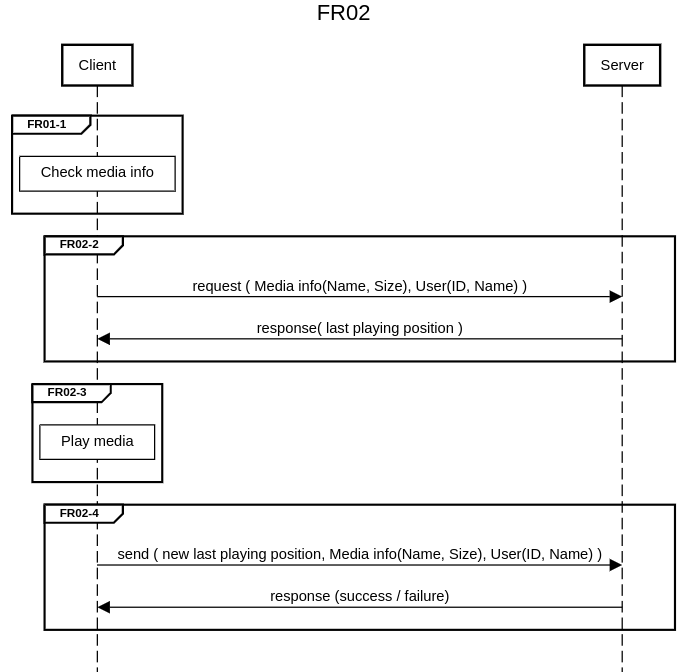 FR02
Client
Server
FR01-1
Check media info
FR02-2
request ( Media info(Name, Size), User(ID, Name) )
response( last playing position )
FR02-3
Play media
FR02-4
send ( new last playing position, Media info(Name, Size), User(ID, Name) )
response (success / failure)